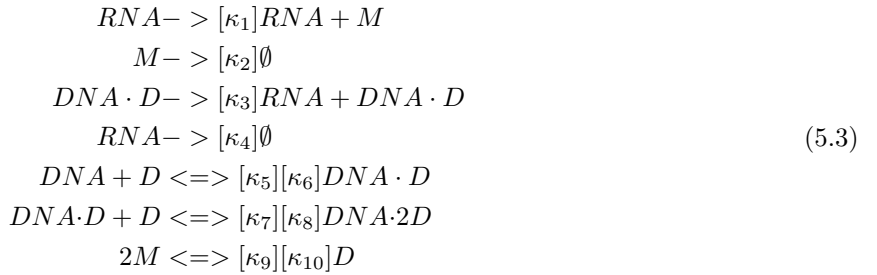 RNA− > [κ₁]RNA + M
M− > [κ₂]∅
DNA · D− > [κ₃]RNA + DNA · D
RNA− > [κ₄]∅
(5.3)
DNA + D <=> [κ₅][κ₆]DNA · D
DNA·D + D <=> [κ₇][κ₈]DNA·2D
2M <=> [κ₉][κ₁₀]D